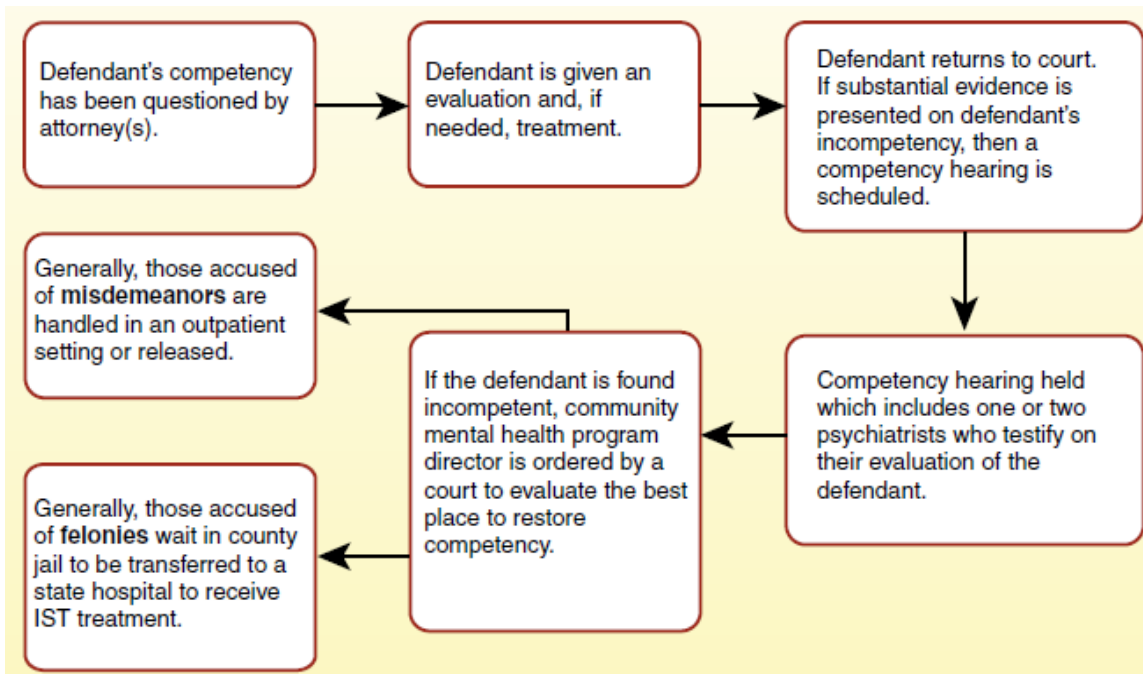 Defendant's competency
has been questioned by
attorney(s).
Defendant is given an
evaluation and, if
needed, treatment.
Defendant returns to court.
If substantial evidence is
presented on defendant's
incompetency, then a
competency hearing is
scheduled.
Competency hearing held
which includes one or two
psychiatrists who testify on
their evaluation of the
defendant.
If the defendant is found
incompetent, community
mental health program
director is ordered by a
court to evaluate the best
place to restore
competency.
Generally, those accused
of misdemeanors are
handled in an outpatient
setting or released.
Generally, those accused
of felonies wait in county
jail to be transferred to a
state hospital to receive
IST treatment.